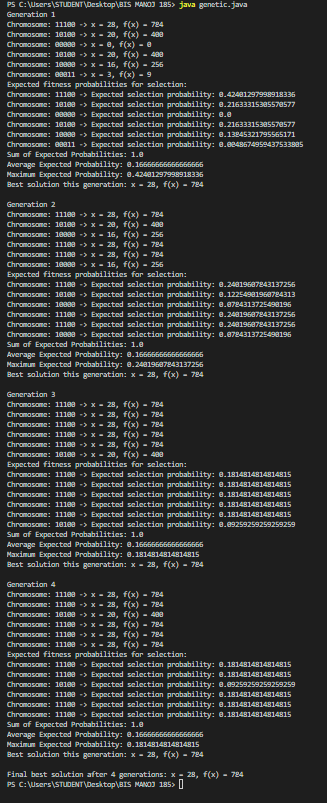 PS C:\Users\STUDENT\Desktop\BIS MANOJ 185> java genetic.java
Generation 1
Chromosome: 11100 -> x = 28, f(x) = 784
Chromosome: 10100 -> x = 20, f(x) = 400
Chromosome: 00000 -> x = 0, f(x) = 0
Chromosome: 10100 -> x = 20, f(x) = 400
Chromosome: 10000 -> x = 16, f(x) = 256
Chromosome: 00011 -> x = 3, f(x) = 9
Expected fitness probabilities for selection:
Chromosome: 11100 -> Expected selection probability: 0.42401297998918336
Chromosome: 10100 -> Expected selection probability: 0.21633315305570577
Chromosome: 00000 -> Expected selection probability: 0.0
Chromosome: 10100 -> Expected selection probability: 0.21633315305570577
Chromosome: 10000 -> Expected selection probability: 0.13845321795565171
Chromosome: 00011 -> Expected selection probability: 0.0048674959437533805
Sum of Expected Probabilities: 1.0
Average Expected Probability: 0.16666666666666666
Maximum Expected Probability: 0.42401297998918336
Best solution this generation: x = 28, f(x) = 784
Generation 2
Chromosome: 11100 -> x = 28, f(x) = 784
Chromosome: 10100 -> x = 20, f(x) = 400
Chromosome: 10000 -> x = 16, f(x) = 256
Chromosome: 11100 -> x = 28, f(x) = 784
Chromosome: 11100 -> x = 28, f(x) = 784
Chromosome: 10000 -> x = 16, f(x) = 256
Expected fitness probabilities for selection:
Chromosome: 11100 -> Expected selection probability: 0.24019607843137256
Chromosome: 10100 -> Expected selection probability: 0.12254901960784313
Chromosome: 10000 -> Expected selection probability: 0.0784313725490196
Chromosome: 11100 -> Expected selection probability: 0.24019607843137256
Chromosome: 11100 -> Expected selection probability: 0.24019607843137256
Chromosome: 10000 -> Expected selection probability: 0.0784313725490196
Sum of Expected Probabilities: 1.0
Average Expected Probability: 0.16666666666666666
Maximum Expected Probability: 0.24019607843137256
Best solution this generation: x = 28, f(x) = 784
Generation 3
Chromosome: 11100 -> x = 28, f(x) = 784
Chromosome: 11100 -> x = 28, f(x) = 784
Chromosome: 11100 -> x = 28, f(x) = 784
Chromosome: 11100 -> x = 28, f(x) = 784
Chromosome: 11100 -> x = 28, f(x) = 784
Chromosome: 10100 -> x = 20, f(x) = 400
Expected fitness probabilities for selection:
Chromosome: 11100 -> Expected selection probability: 0.1814814814814815
Chromosome: 11100 -> Expected selection probability: 0.1814814814814815
Chromosome: 11100 -> Expected selection probability: 0.1814814814814815
Chromosome: 11100 -> Expected selection probability: 0.1814814814814815
Chromosome: 11100 -> Expected selection probability: 0.1814814814814815
Chromosome: 10100 -> Expected selection probability: 0.09259259259259259
Sum of Expected Probabilities: 1.0
Average Expected Probability: 0.16666666666666666
Maximum Expected Probability: 0.1814814814814815
Best solution this generation: x = 28, f(x) = 784
Generation 4
Chromosome: 11100 -> x = 28, f(x) = 784
Chromosome: 11100 -> x = 28, f(x) = 784
Chromosome: 10100 -> x = 20, f(x) = 400
Chromosome: 11100 -> x = 28, f(x) = 784
Chromosome: 11100 -> x = 28, f(x) = 784
Chromosome: 11100 -> x = 28, f(x) = 784
Expected fitness probabilities for selection:
Chromosome: 11100 -> Expected selection probability: 0.1814814814814815
Chromosome: 11100 -> Expected selection probability: 0.1814814814814815
Chromosome: 10100 -> Expected selection probability: 0.09259259259259259
Chromosome: 11100 -> Expected selection probability: 0.1814814814814815
Chromosome: 11100 -> Expected selection probability: 0.1814814814814815
Chromosome: 11100 -> Expected selection probability: 0.1814814814814815
Sum of Expected Probabilities: 1.0
Average Expected Probability: 0.16666666666666666
Maximum Expected Probability: 0.1814814814814815
Best solution this generation: x = 28, f(x) = 784
Final best solution after 4 generations: x = 28, f(x) = 784
PS C:\Users\STUDENT\Desktop\BIS MANOJ 185>